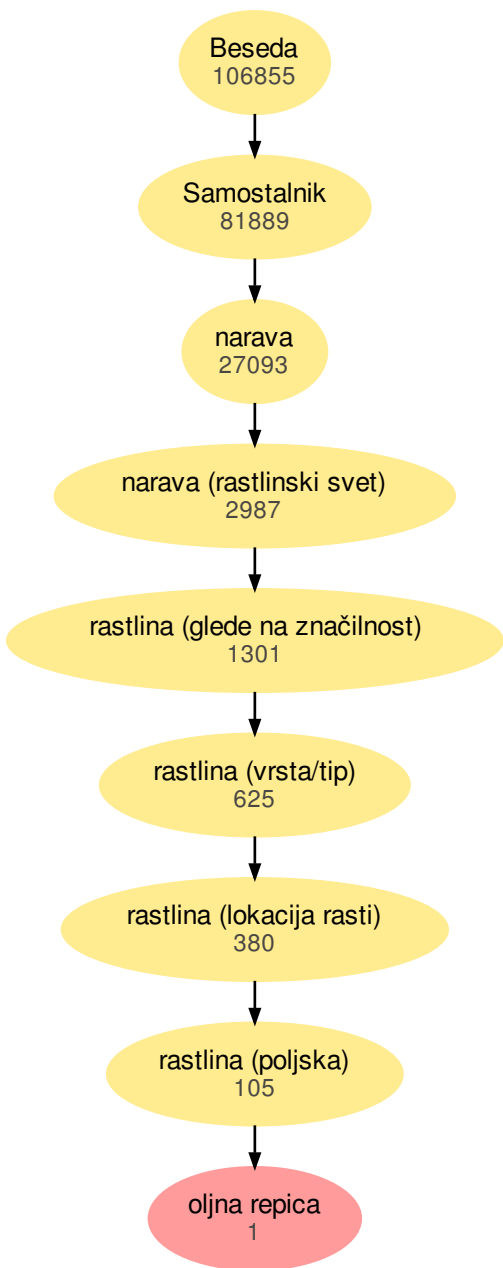 Beseda
106855
Samostalnik
81889
narava
27093
narava (rastlinski svet)
2987
rastlina (glede na značilnost)
1301
rastlina (vrsta/tip)
625
rastlina (lokacija rasti)
380
rastlina (poljska)
105
oljna repica
1